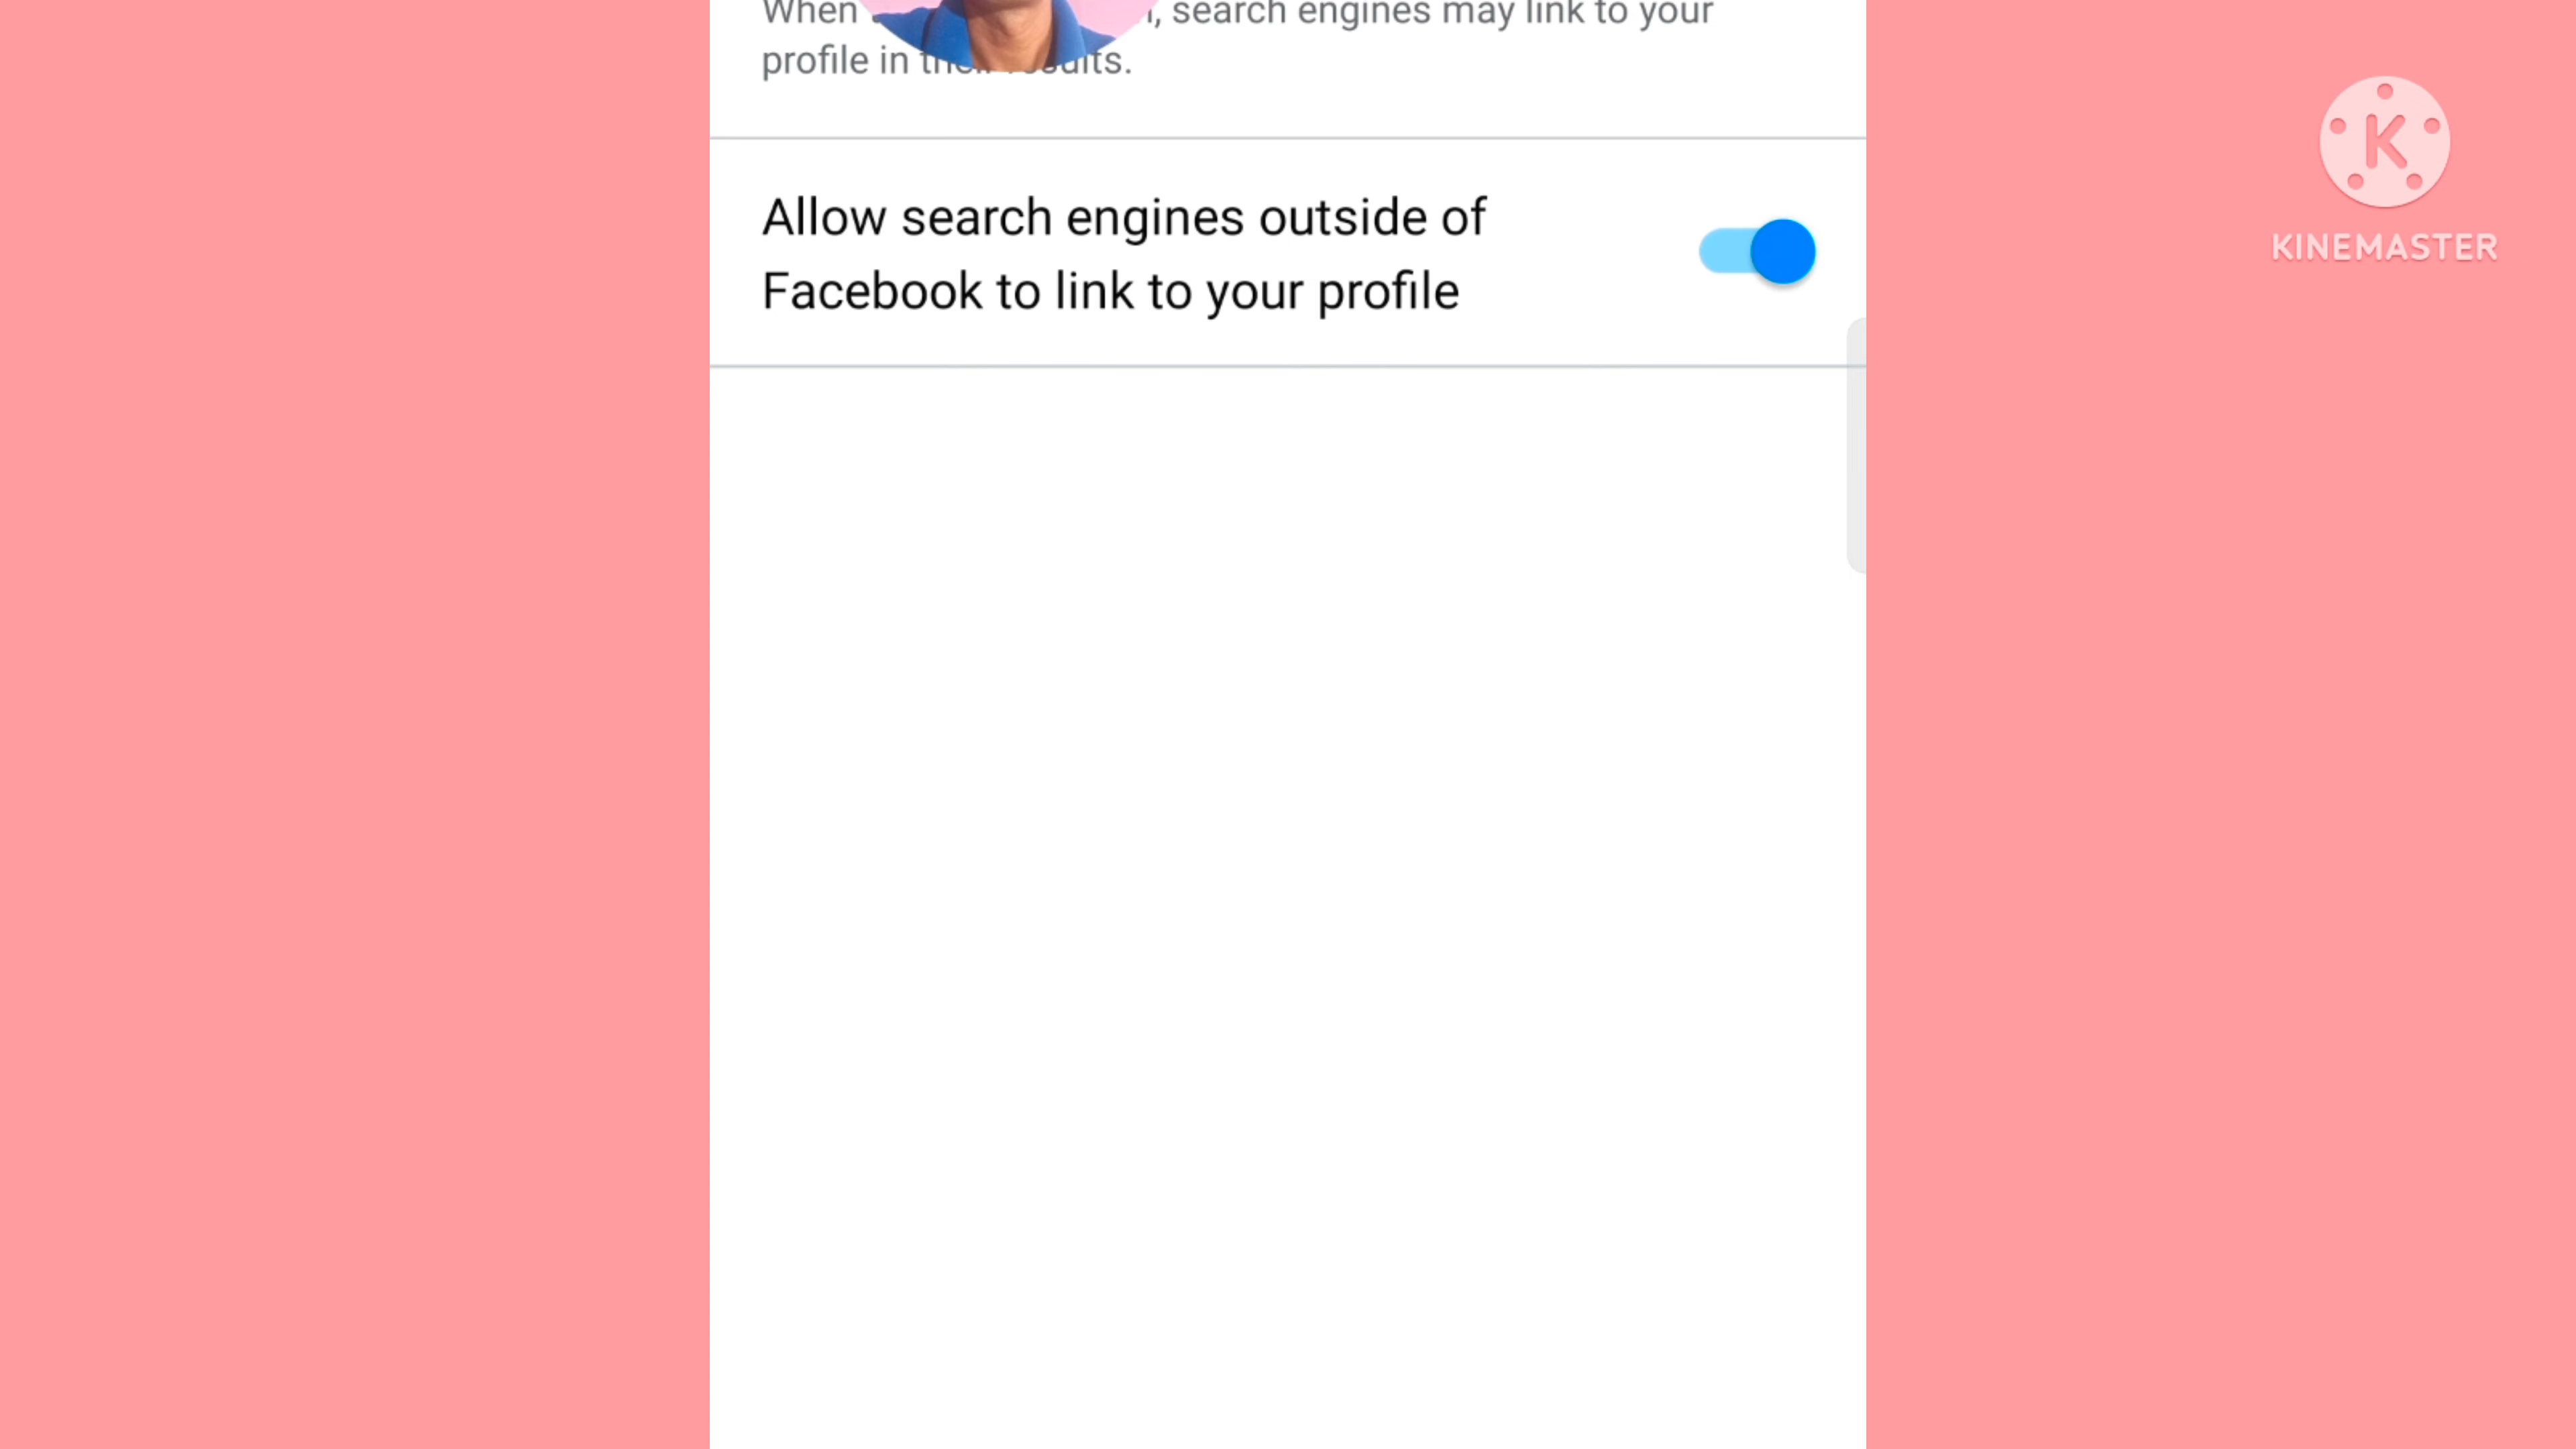 When , search engines may link to your
profile in
Allow search engines outside of
Facebook to link to your profile
K
KINEMASTER